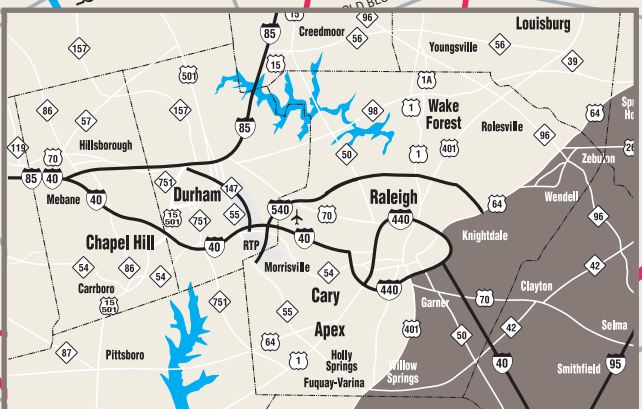 OLD BLU
15
96
Louisburg
85
Creedmoor
56
157
Youngsville
56
15
39
501
1A
86
157
98
1
Wake
Forest
64
57
85
Rolesville
119
Hillsborough
50
1
401
96
70
Zebulon
85
40
751
Durham
147
Mebane
40
Raleigh
Wendell
15
501
751
55
540
70
440
64
96
Chapel Hill
40
RTP
40
Knightdale
54
86
54
Morrisville
54
42
Carrboro
Cary
440
Garner
70
Clayton
15
501
751
55
Apex
401
50
42
Selma
87
Pittsboro
64
1
Holly
Springs
Willow
Springs
40
Smithfield
95
Fuquay-Varina